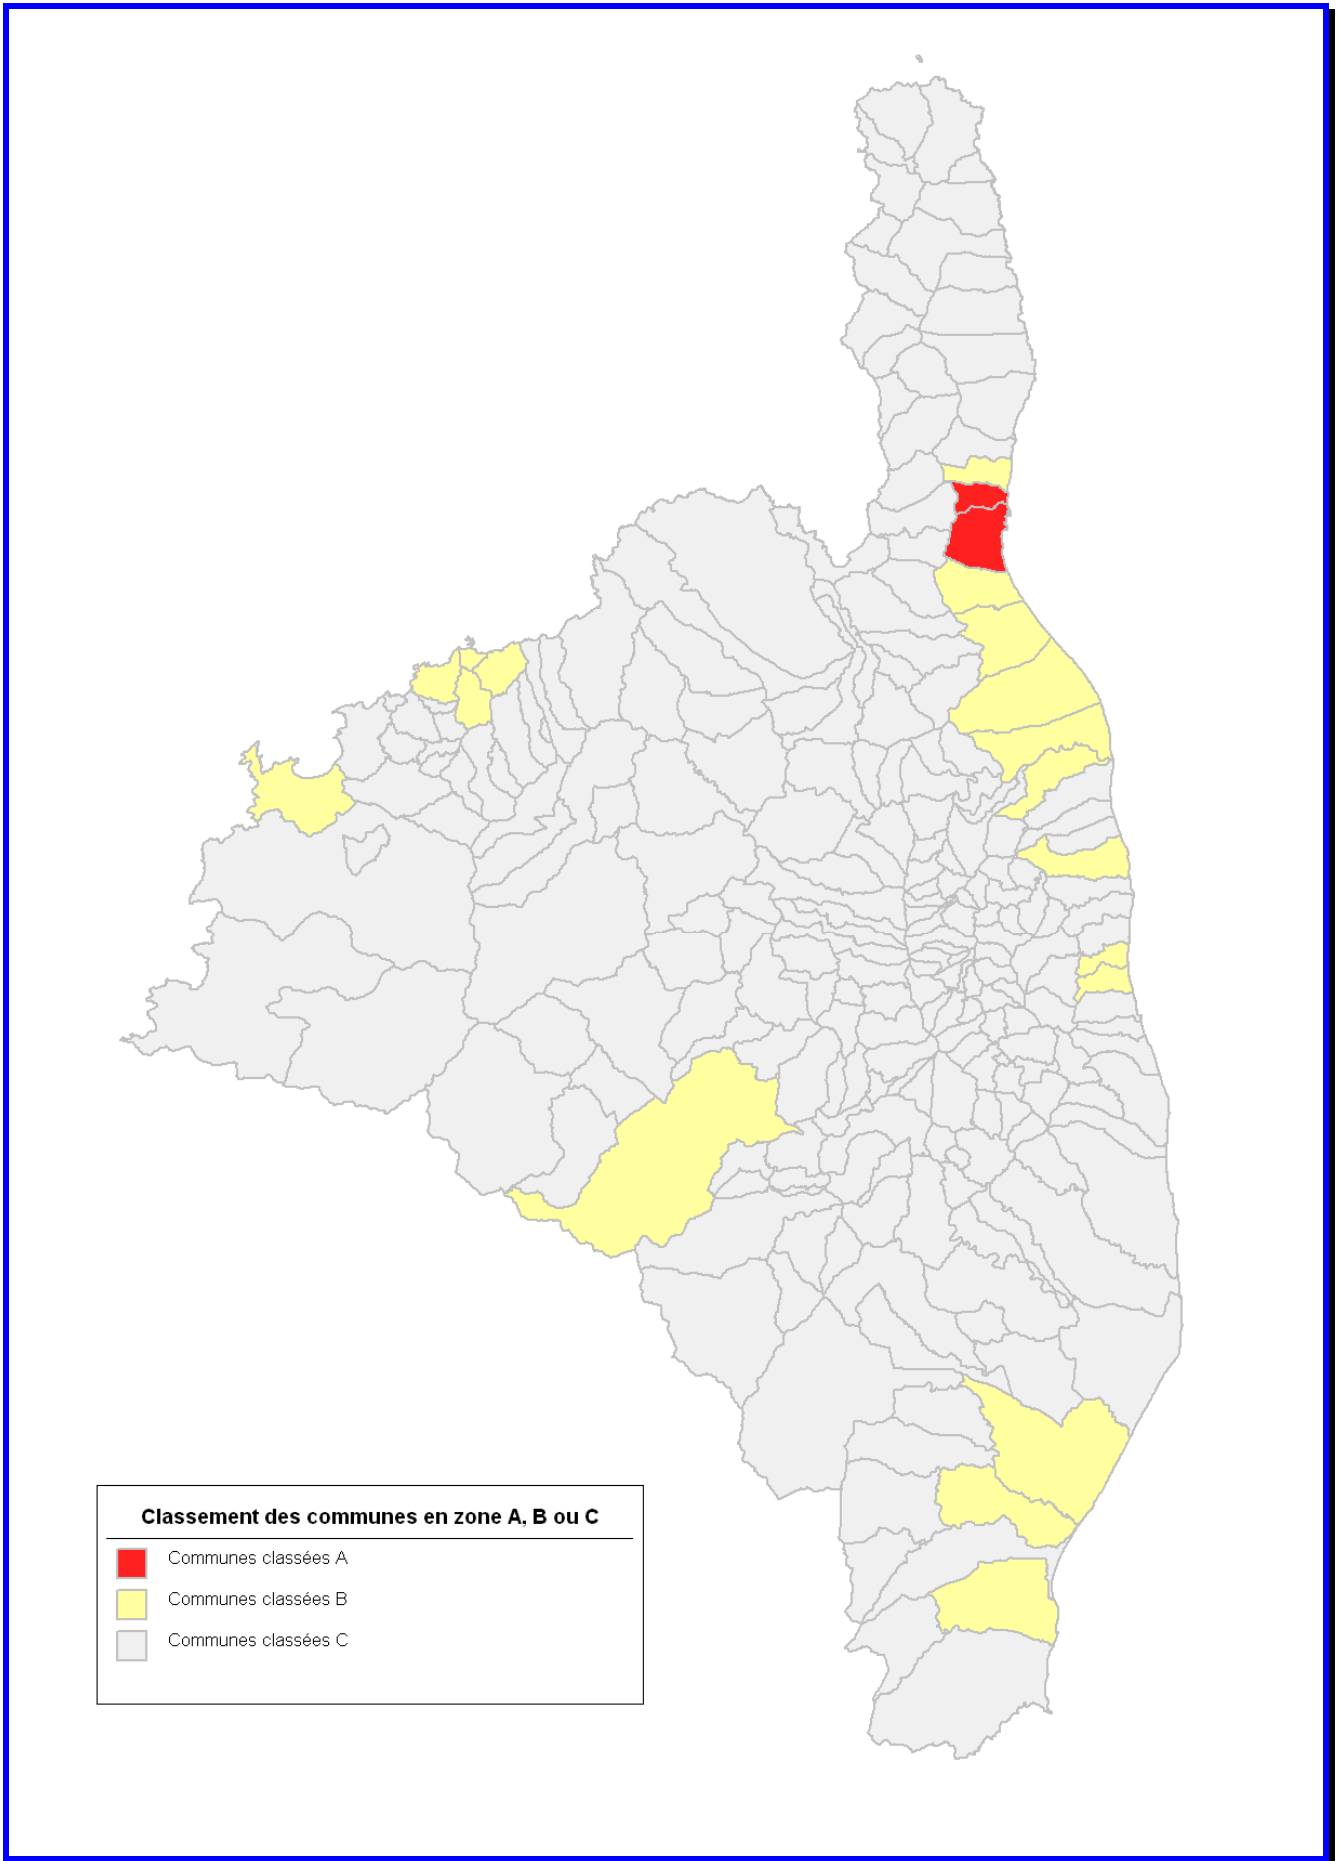 Classement des communes en zone A, B ou C
Communes classées A
Communes classées B
Communes classées C